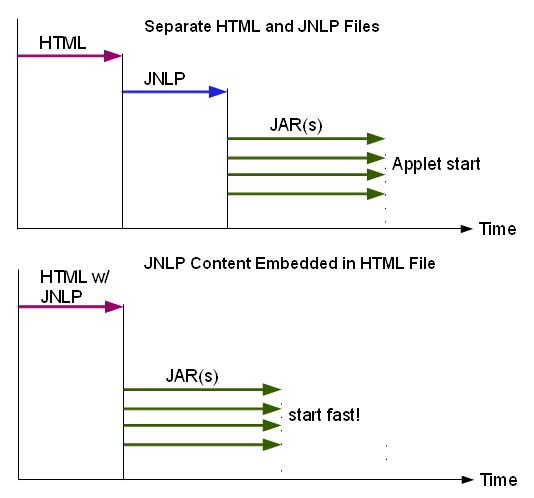 Separate HTML and JNLP Files
HTML
JNLP
JAR(s)
Applet start
Time
JNLP Content Embedded in HTML File
HTML w/
JNLP
JAR(s)
start fast!
Time